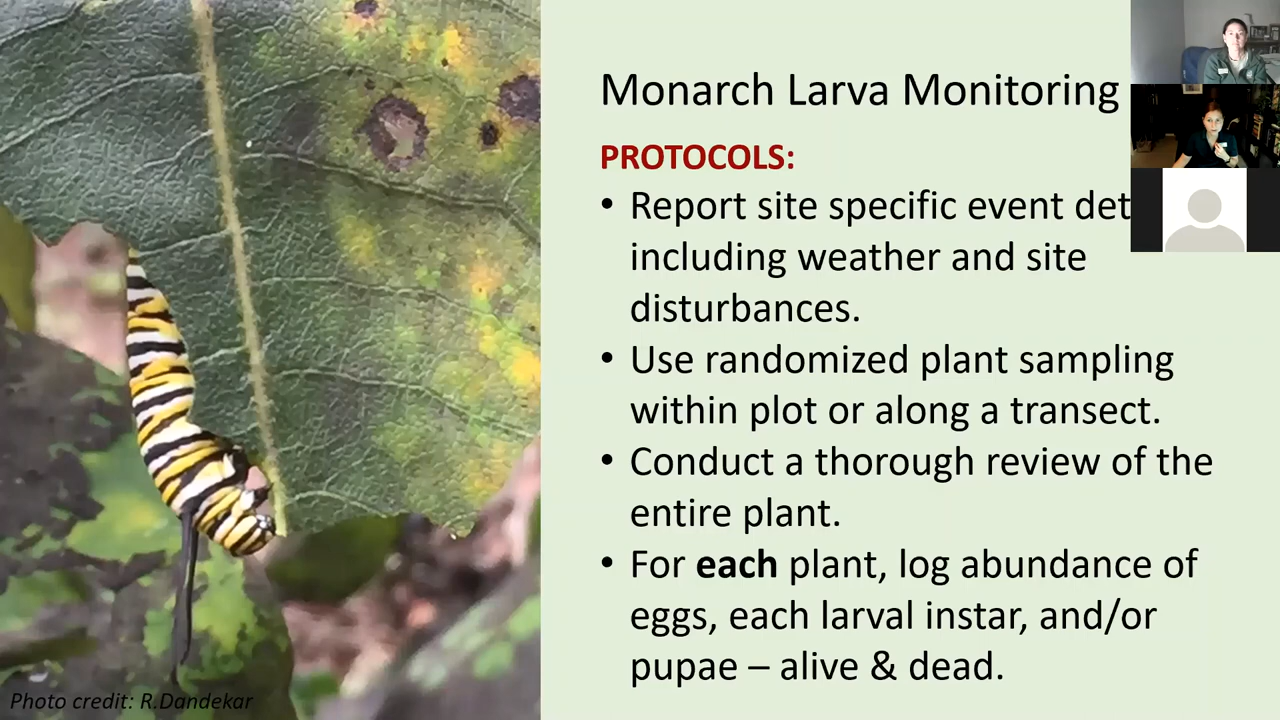 Monarch Larva Monitoring
PROTOCOLS:
• Report site specific event
including weather and site
disturbances.
• Use randomized plant sampling
within plot or along a transect.
• Conduct a thorough review of the
entire plant.
• For each plant, log abundance of
eggs, each larval instar, and/or
pupae – alive & dead.
Photo credit: R.Dandekar